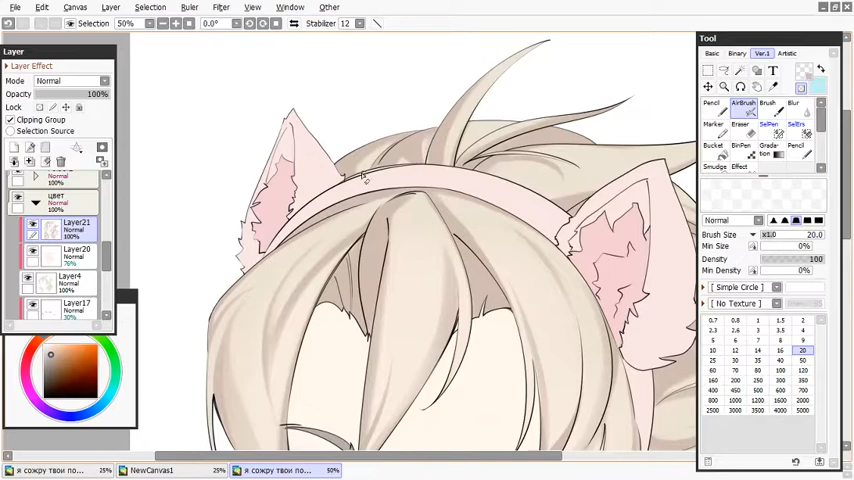 File Edit Canvas Layer Selection Ruler Filter View Window Others
Selection 50% 0.0° Stabilizer 12
Layer
Layer Effect
Mode Normal
Opacity 100%
Lock
Clipping Group
Selection Source
Normal
100%
цвет
Layer21
Normal
100%
Layer20
Normal
76%
Layer4
Normal
100%
Layer17
Normal
30%
Tool
Basic Binary Ver.1 Artistic
Pencil AirBrush Brush Blur
Marker Eraser SelPen SelErs
Bucket BinPen Grada-tion Pencil
Smudge Effect
Normal
Brush Size x1.0 20.0
Min Size 0%
Density 100
Min Density 0%
[ Simple Circle ]
[ No Texture ]
0.7 0.8 1 1.5 2
2.3 2.6 3 3.5 4
5 6 7 8 9
10 12 14 16 20
25 30 35 40 50
60 70 80 100 120
160 200 250 300 350
400 450 500 600 700
800 1000 1200 1600 2000
2500 3000 3500 4000 5000
я сожру твои по... 25% NewCanvas1 25% я сожру твои по... 50%